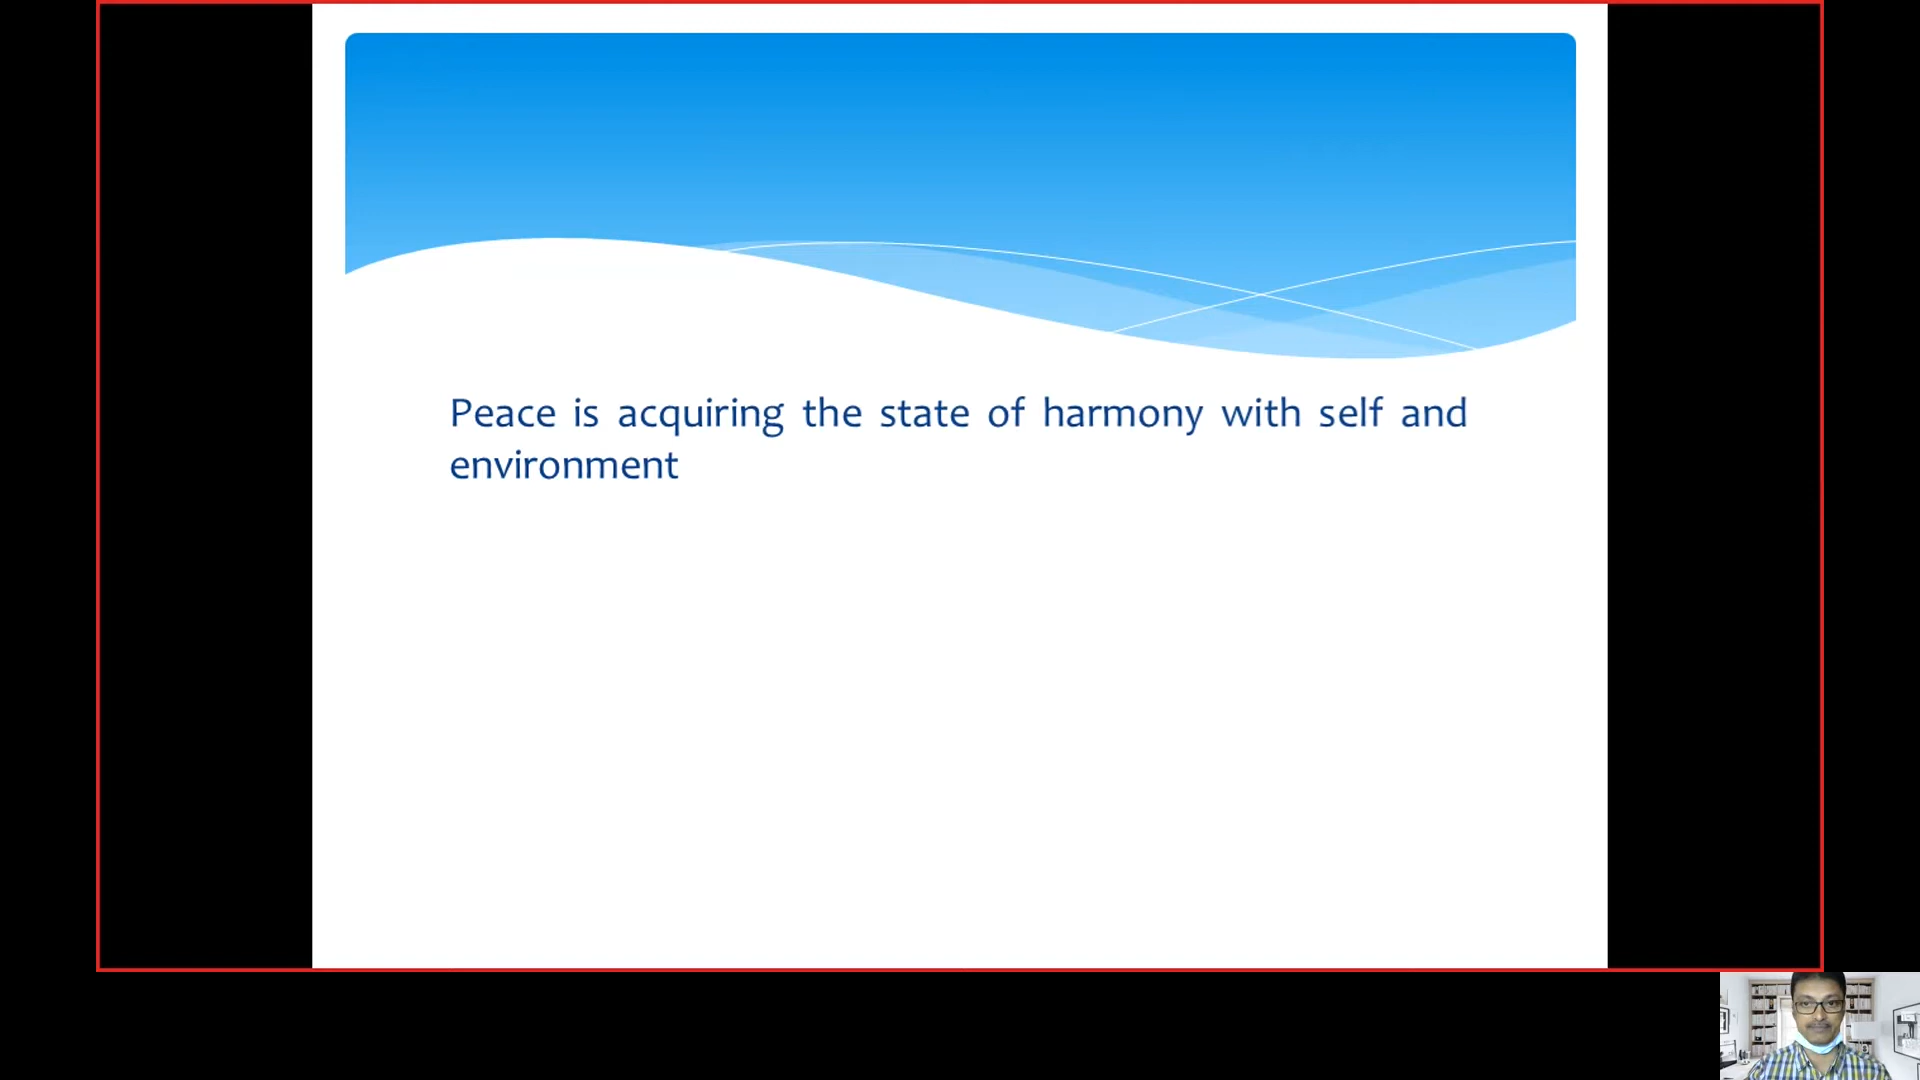 Peace is acquiring the state of harmony with self and
environment